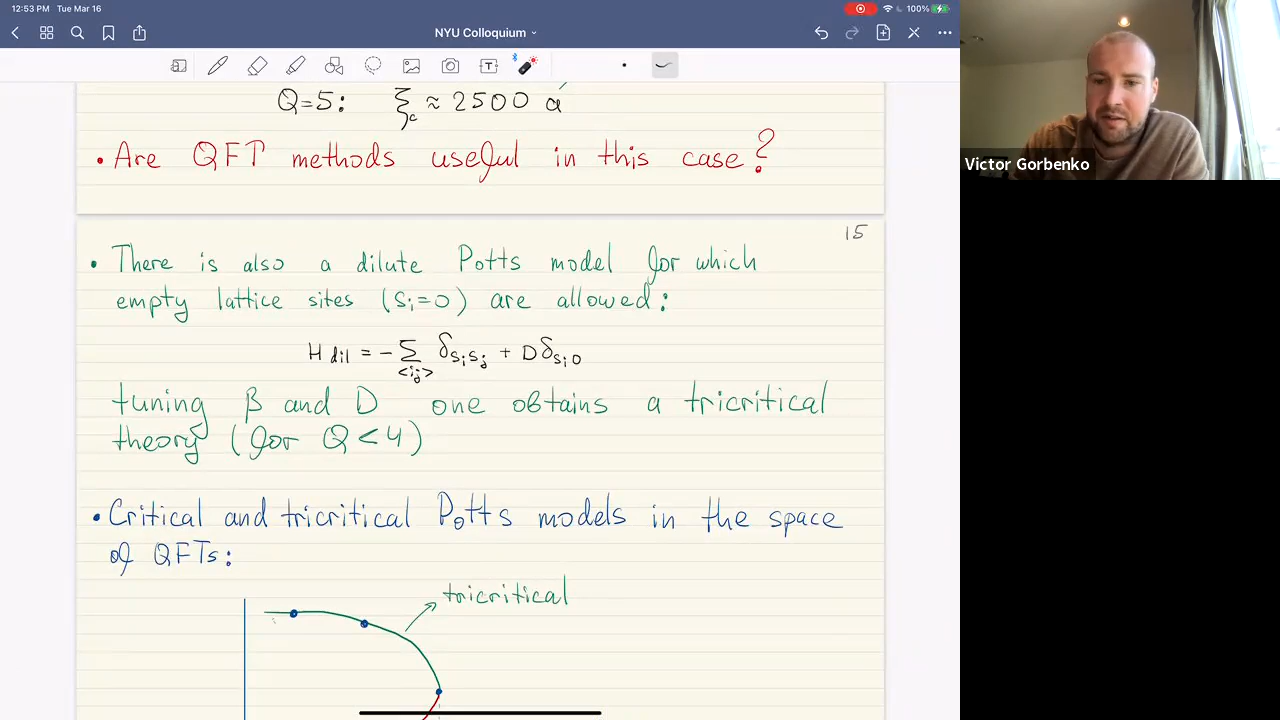 12:53 PM Tue Mar 16
100%
NYU Colloquium
T
Q=5: ξc ≈ 2500 a
• Are QFT methods useful in this case?
15
• There is also a dilute Potts model for which
empty lattice sites (Si=0) are allowed:
H dil = - Σ<ij> δSiSj + DδSi0
tuning β and D one obtains a tricritical
theory (for Q<4)
• Critical and tricritical Potts models in the space
of QFTs:
tricritical
Victor Gorbenko